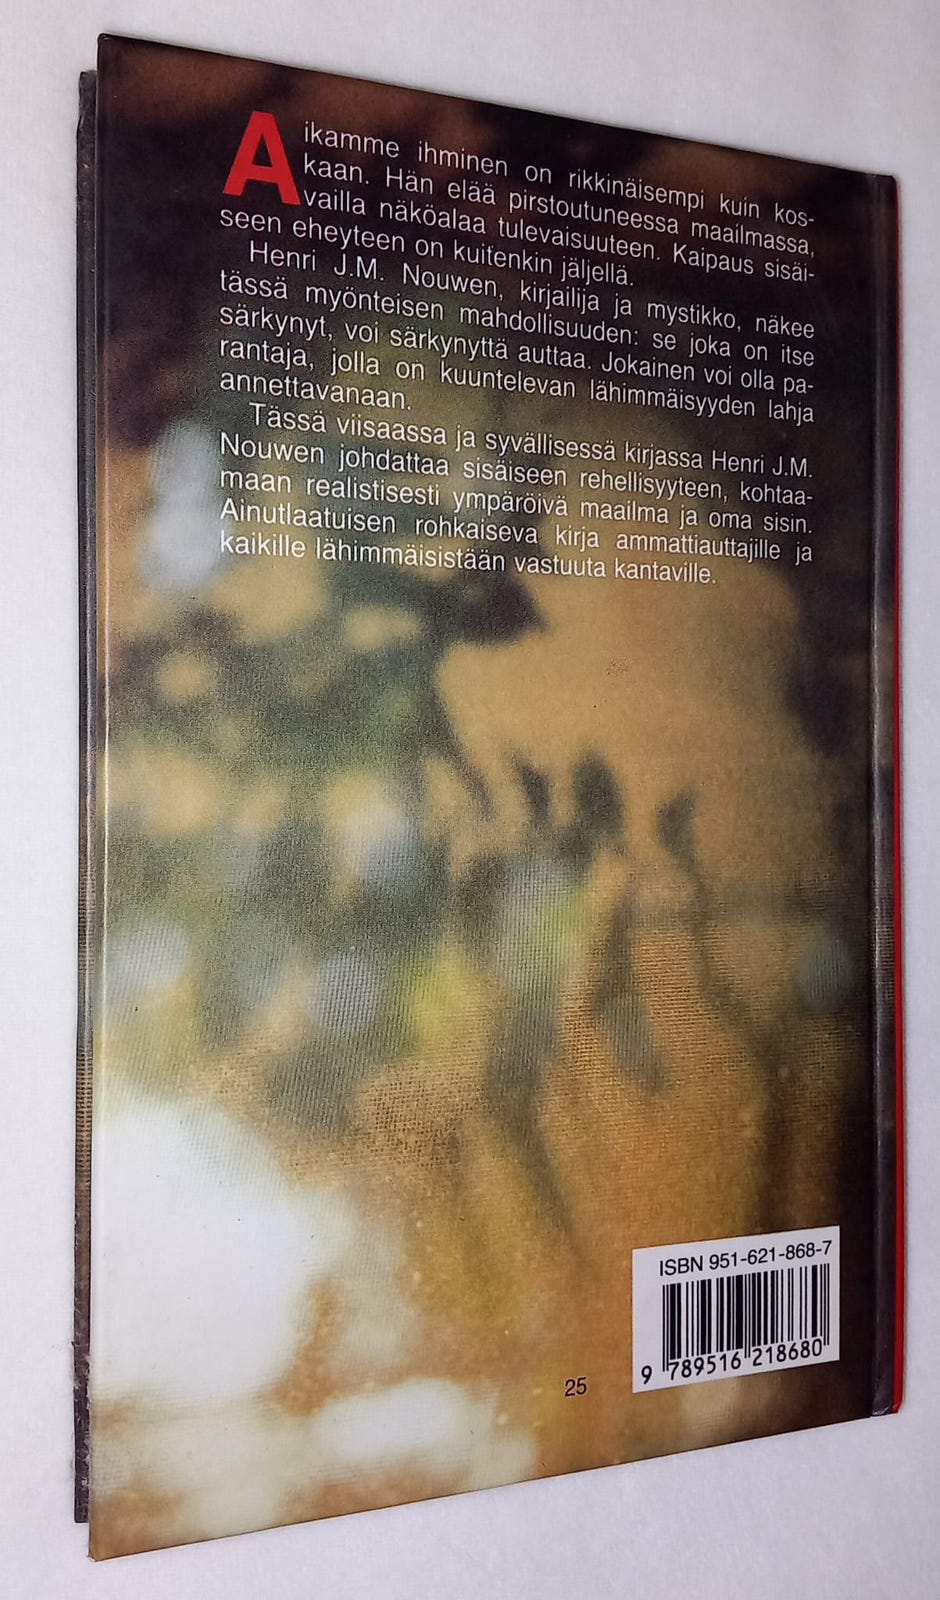 Aikamme ihminen on rikkinäisempi kuin kos-
kaan. Hän elää pirstoutuneessa maailmassa,
vailla näköalaa tulevaisuuteen. Kaipaus sisäi-
seen eheyteen on kuitenkin jäljellä.
Henri J.M. Nouwen, kirjailija ja mystikko, näkee
tässä myönteisen mahdollisuuden: se joka on itse
särkynyt, voi särkynyttä auttaa. Jokainen voi olla pa-
rantaja, jolla on kuuntelevan lähimmäisyyden lahja
annettavanaan.
Tässä viisaassa ja syvällisessä kirjassa Henri J.M.
Nouwen johdattaa sisäiseen rehellisyyteen, kohtaa-
maan realistisesti ympäröivä maailma ja oma sisin.
Ainutlaatuisen rohkaiseva kirja ammattiauttajille ja
kaikille lähimmäisistään vastuuta kantaville.
ISBN 951-621-868-7
9 789516 218680
25